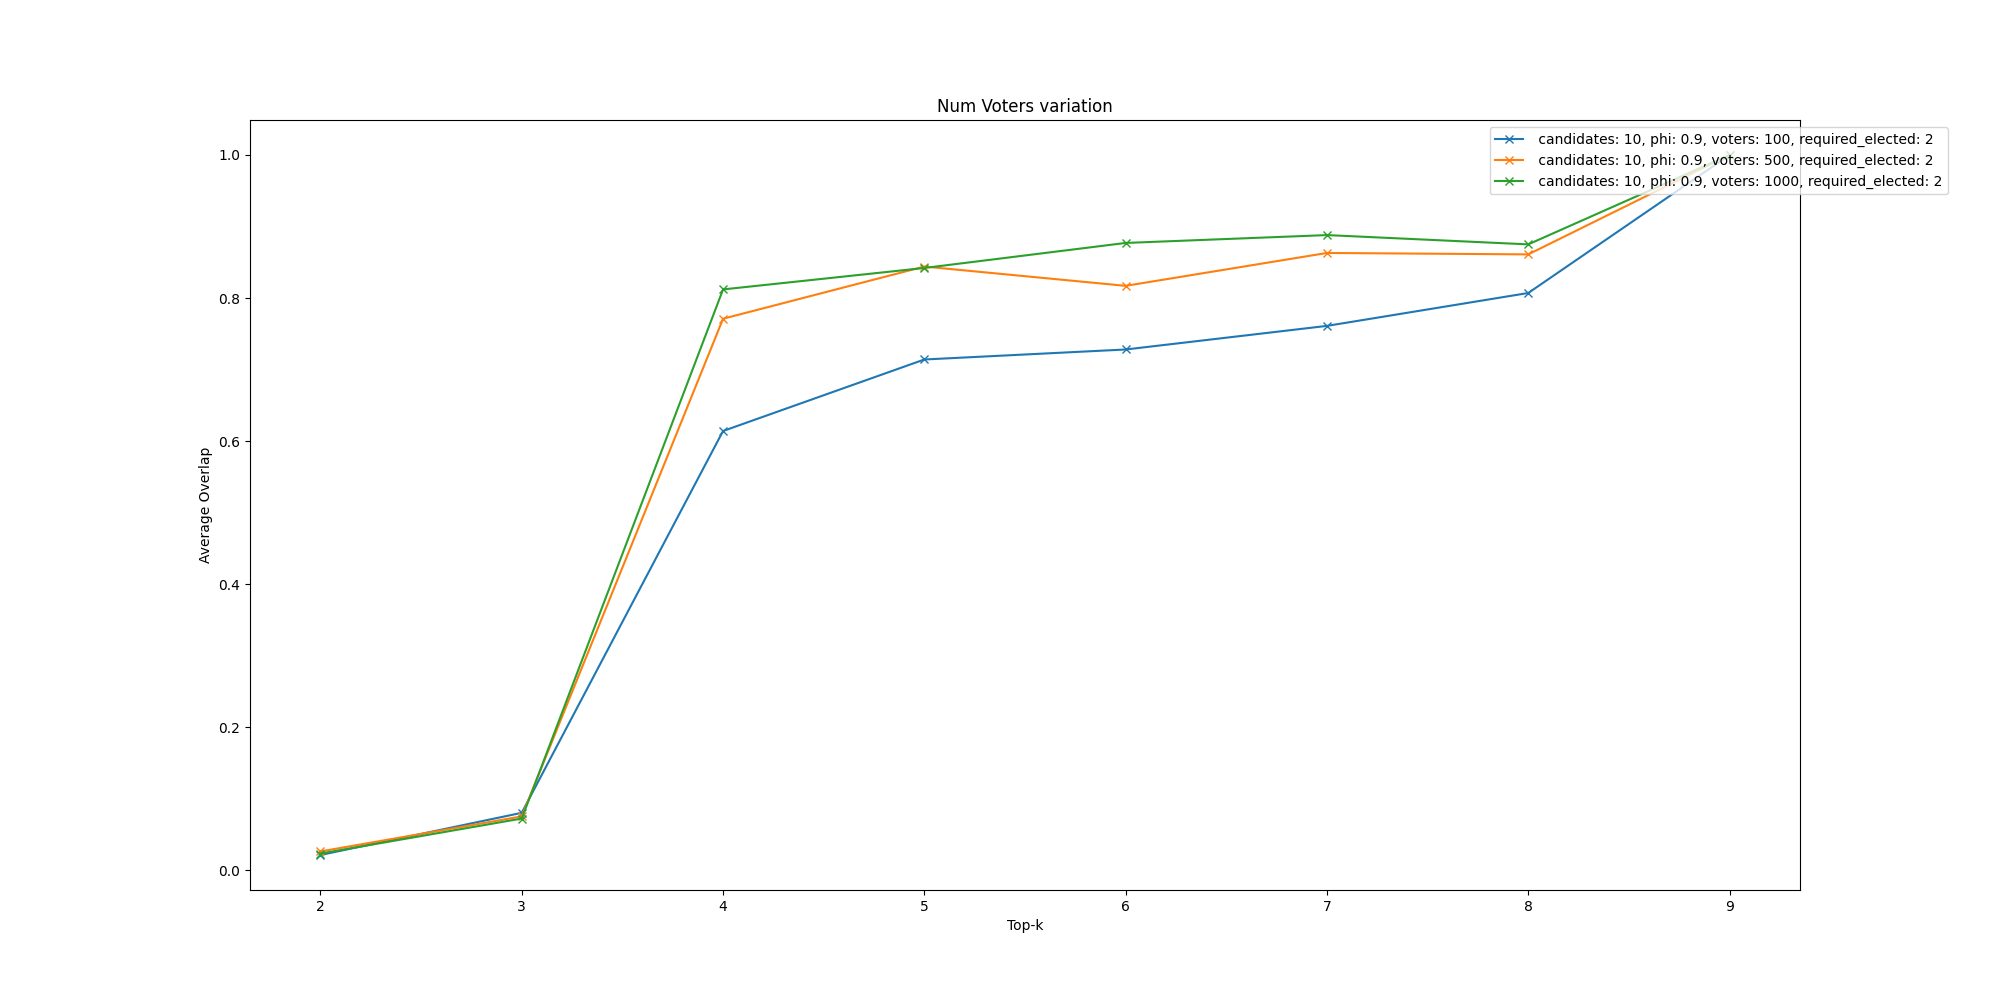 Num Voters variation
candidates: 10, phi: 0.9, voters: 100, required_elected: 2
candidates: 10, phi: 0.9, voters: 500, required_elected: 2
candidates: 10, phi: 0.9, voters: 1000, required_elected: 2
Average Overlap
1.0
0.8
0.6
0.4
0.2
0.0
2 3 4 5 6 7 8 9
Top-k